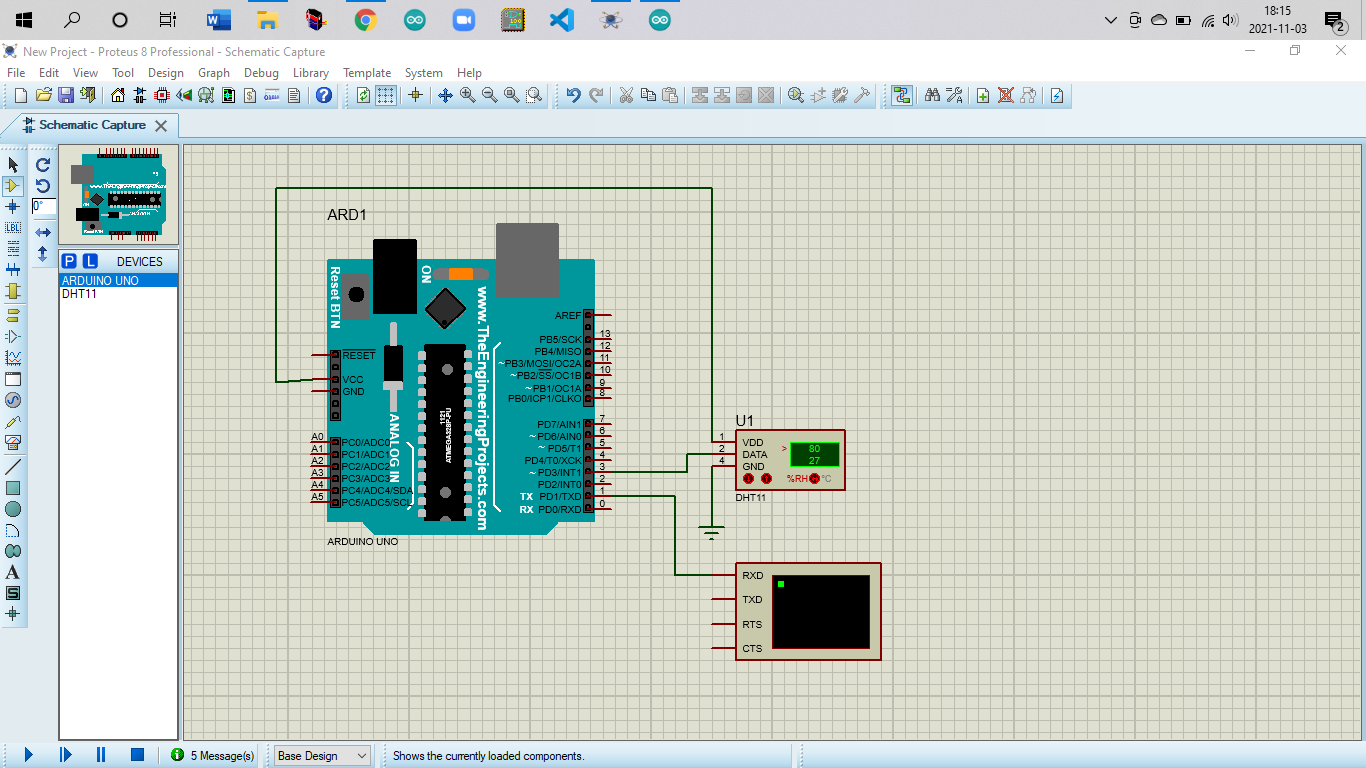 18:15
2021-11-03
2
New Project - Proteus 8 Professional - Schematic Capture
File Edit View Tool Design Graph Debug Library Template System Help
Schematic Capture
0°
P L DEVICES
ARDUINO UNO
DHT11
LBL
A
S
ARD1
Reset BTN
ON
www.TheEngineeringProjects.com
ANALOG IN
1121
ATMEGA328P-PU
RESET
VCC
GND
A0 PC0/ADC0
A1 PC1/ADC1
A2 PC2/ADC2
A3 PC3/ADC3
A4 PC4/ADC4/SDA
A5 PC5/ADC5/SCL
AREF
PB5/SCK 13
PB4/MISO 12
~PB3/MOSI/OC2A 11
~PB2/SS/OC1B 10
~PB1/OC1A 9
PB0/ICP1/CLKO 8
PD7/AIN1 7
~PD6/AIN0 6
~PD5/T1 5
PD4/T0/XCK 4
~PD3/INT1 3
PD2/INT0 2
TX PD1/TXD 1
RX PD0/RXD 0
ARDUINO UNO
U1
1 VDD
2 DATA
4 GND
> 80
27
%RH °C
DHT11
RXD
TXD
RTS
CTS
5 Message(s)
Base Design
Shows the currently loaded components.